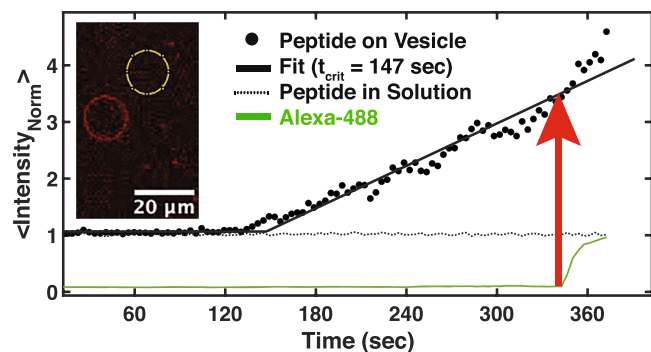 <Intensity_Norm>
4
3
2
1
0
20 µm
Peptide on Vesicle
Fit (t_crit = 147 sec)
Peptide in Solution
Alexa-488
60 120 180 240 300 360
Time (sec)